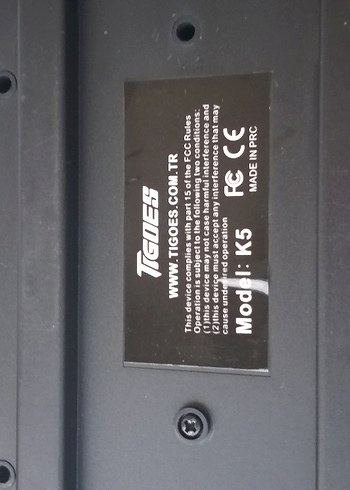 TIGOES
WWW.TIGOES.COM.TR
This device complies with part 15 of the FCC Rules
Operation is subject to the following two conditions:
(1)this device may not case harmful interference and
(2)this device must accept any interference that may
cause undesired operation
Model: K5
FC CE
MADE IN PRC